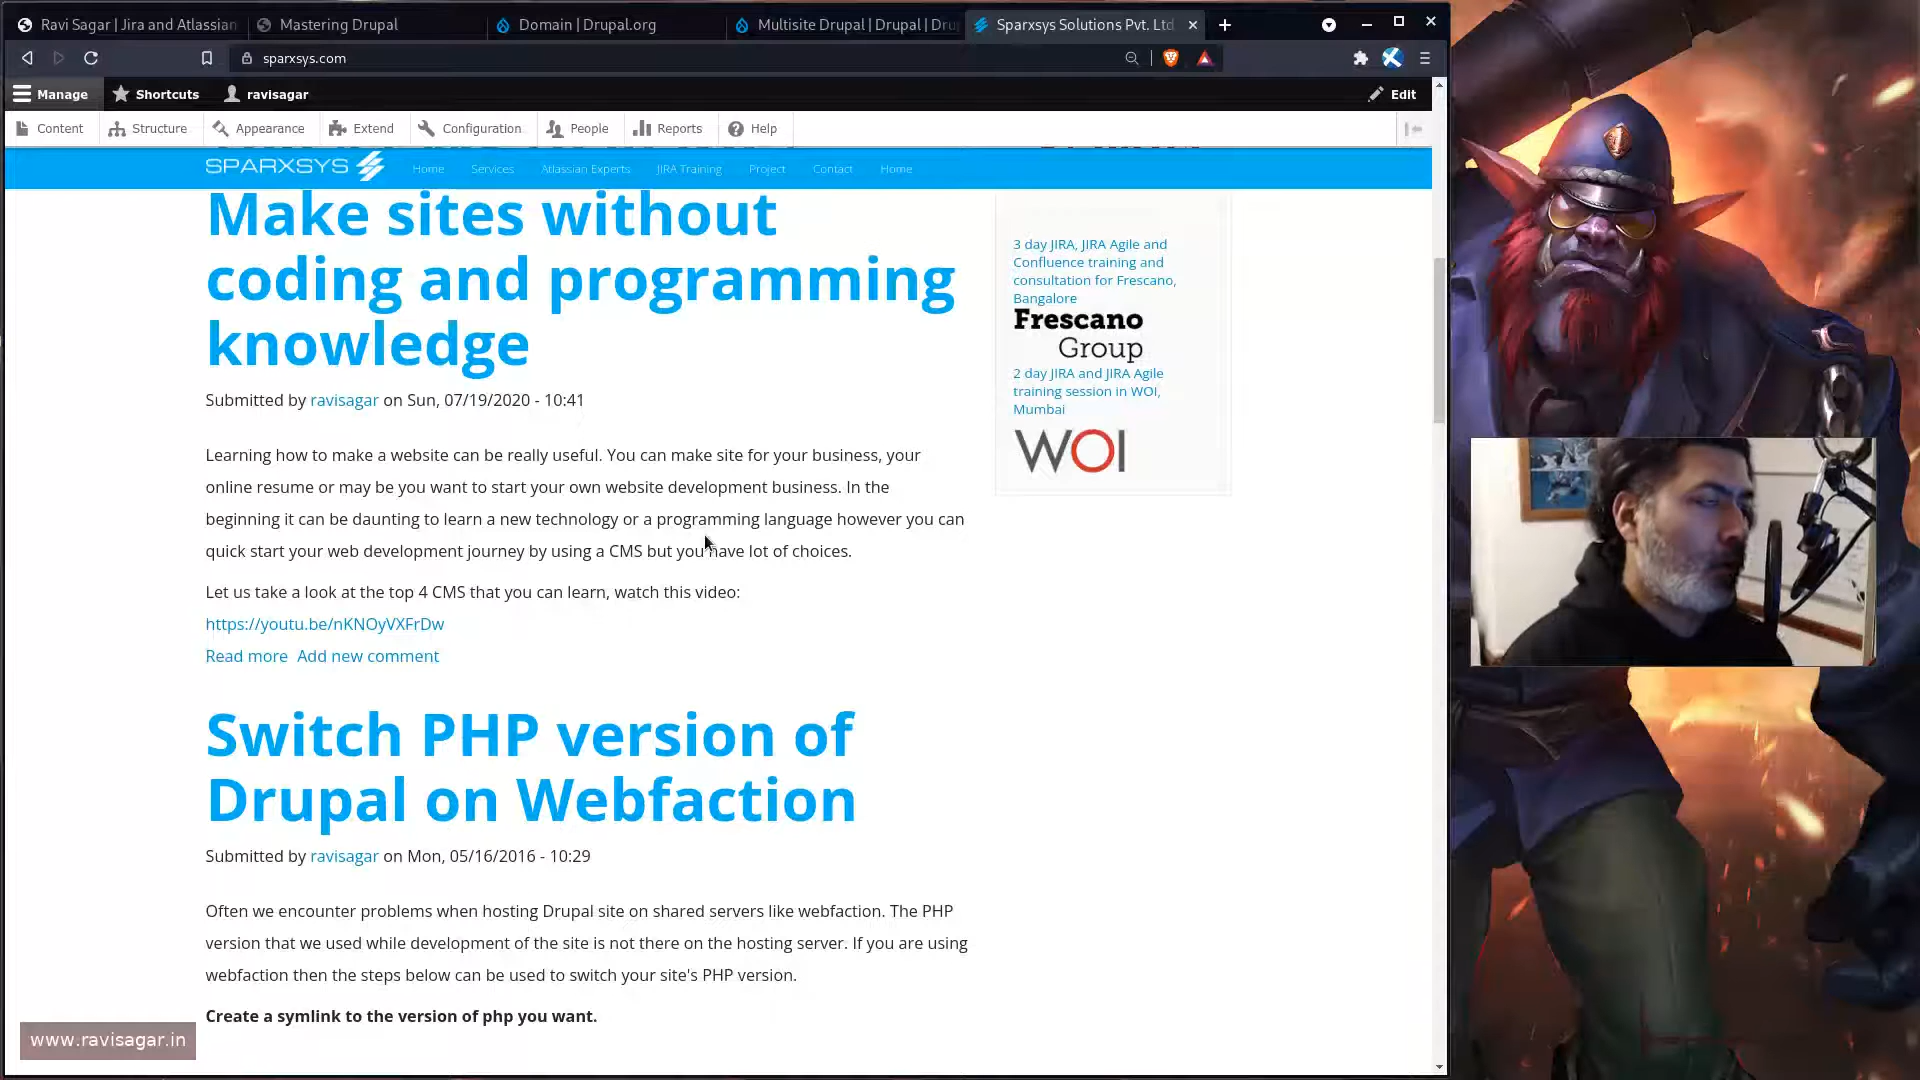 Ravi Sagar | Jira and Atlassian
Mastering Drupal
Domain | Drupal.org
Multisite Drupal | Drupal | Dru
Sparxsys Solutions Pvt. Ltd
sparxsys.com
Manage
Shortcuts
ravisagar
Edit
Content
Structure
Appearance
Extend
Configuration
People
Reports
Help
SPARXSYS
Home
Services
Atlassian Experts
JIRA Training
Project
Contact
Home
Make sites without
coding and programming
knowledge
Submitted by ravisagar on Sun, 07/19/2020 - 10:41
Learning how to make a website can be really useful. You can make site for your business, your
online resume or may be you want to start your own website development business. In the
beginning it can be daunting to learn a new technology or a programming language however you can
quick start your web development journey by using a CMS but you have lot of choices.
Let us take a look at the top 4 CMS that you can learn, watch this video:
https://youtu.be/nKNOyVXFrDw
Read more Add new comment
Switch PHP version of
Drupal on Webfaction
Submitted by ravisagar on Mon, 05/16/2016 - 10:29
Often we encounter problems when hosting Drupal site on shared servers like webfaction. The PHP
version that we used while development of the site is not there on the hosting server. If you are using
webfaction then the steps below can be used to switch your site's PHP version.
Create a symlink to the version of php you want.
3 day JIRA, JIRA Agile and
Confluence training and
consultation for Frescano,
Bangalore
Frescano
Group
2 day JIRA and JIRA Agile
training session in WOI,
Mumbai
WOI
www.ravisagar.in